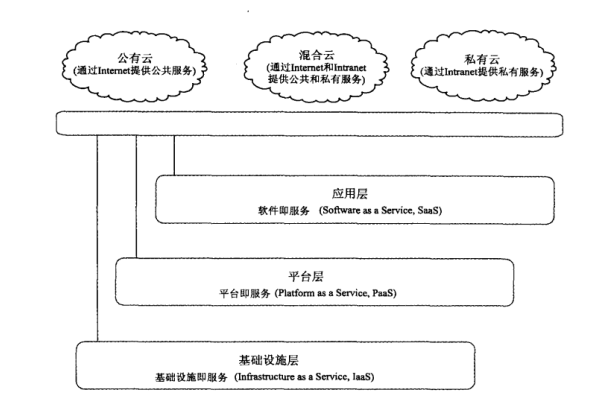 公有云
(通过Internet提供公共服务)
混合云
(通过Internet和Intranet
提供公共和私有服务)
私有云
(通过Intranet提供私有服务)
应用层
软件即服务 (Software as a Service, SaaS)
平台层
平台即服务 (Platform as a Service, PaaS)
基础设施层
基础设施即服务 (Infrastructure as a Service, IaaS)